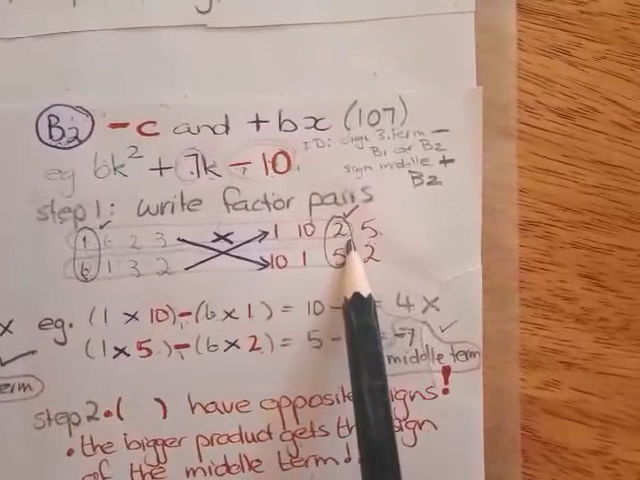 B2 -c and +bx (107)
ID: sign 3.term -
B1 or B2
eg 6k² + 7k - 10
sign middle +
B2
step 1: write factor pairs
1 6 2 3 1 10 2 5
6 1 3 2 10 1 5 2
x eg. (1 x 10) - (6 x 1) = 10 - = 4 x
(1 x 5) - (6 x 2) = 5 - = -7
middle term
term
step 2. ( ) have opposite signs!
• the bigger product gets the sign
of the middle term!